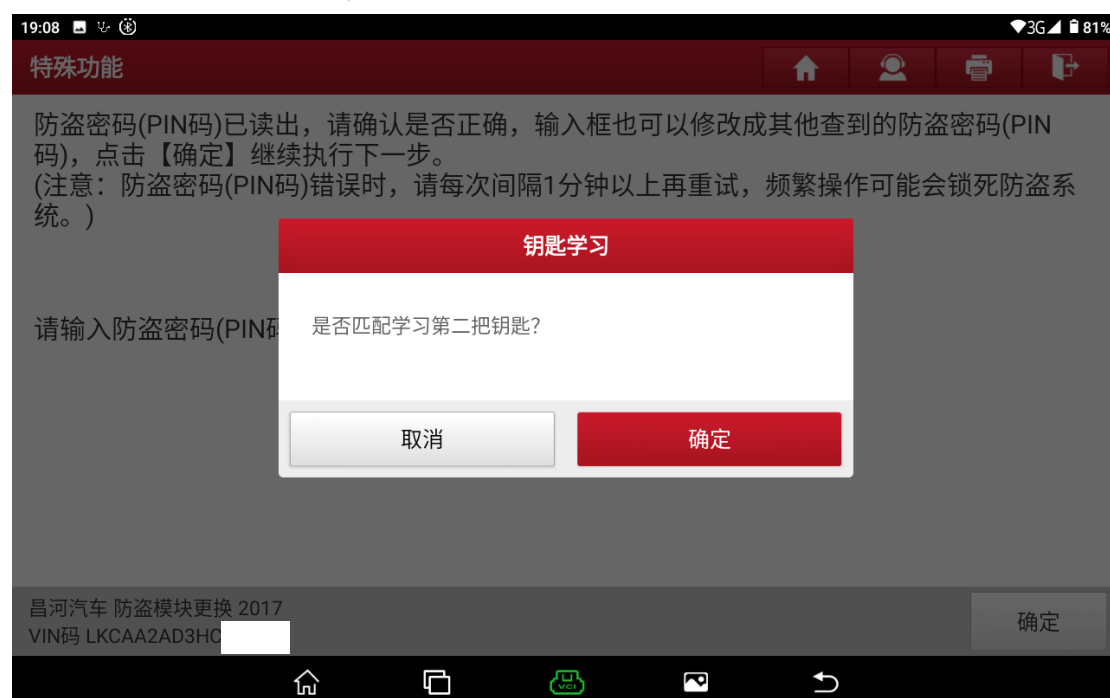 19:08
3G 81%
特殊功能
防盗密码(PIN码)已读出，请确认是否正确，输入框也可以修改成其他查到的防盗密码(PIN
码)，点击【确定】继续执行下一步。
(注意：防盗密码(PIN码)错误时，请每次间隔1分钟以上再重试，频繁操作可能会锁死防盗系
统。)
钥匙学习
请输入防盗密码(PIN码
是否匹配学习第二把钥匙?
取消
确定
昌河汽车 防盗模块更换 2017
VIN码 LKCAA2AD3HC
确定
VCI